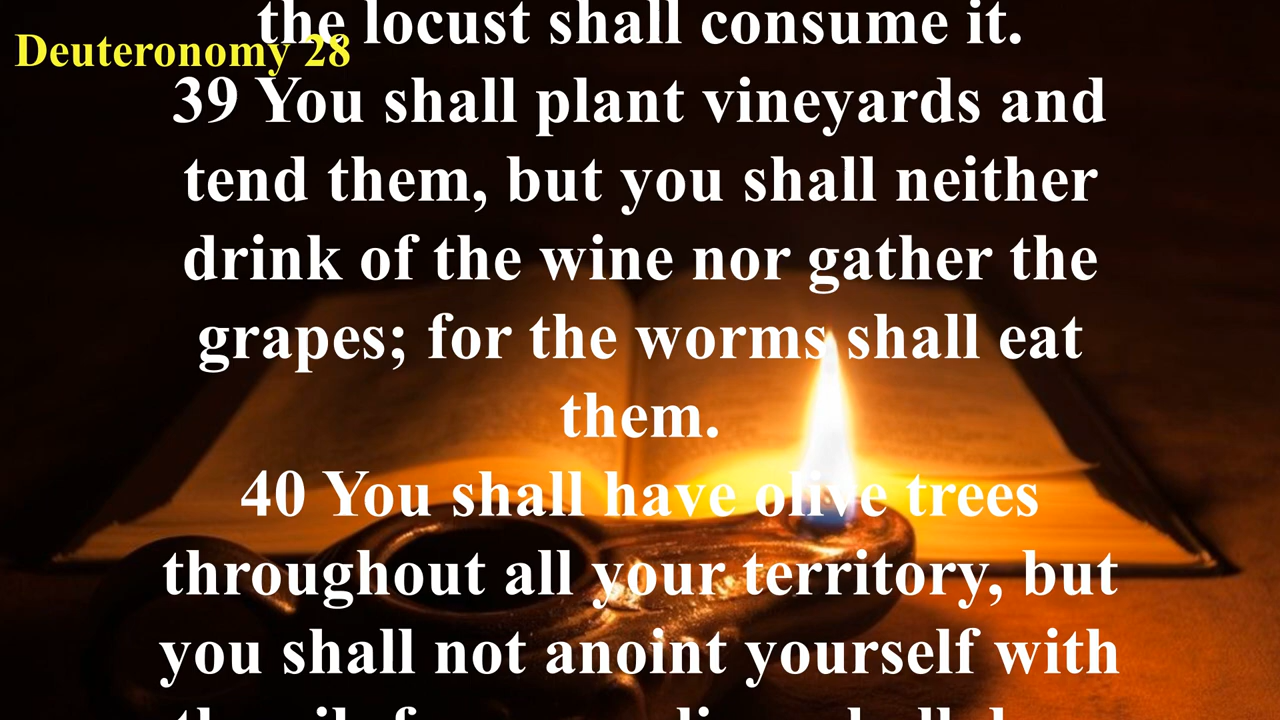 the locust shall consume it.
Deuteronomy 28
39 You shall plant vineyards and
tend them, but you shall neither
drink of the wine nor gather the
grapes; for the worms shall eat
them.
40 You shall have olive trees
throughout all your territory, but
you shall not anoint yourself with